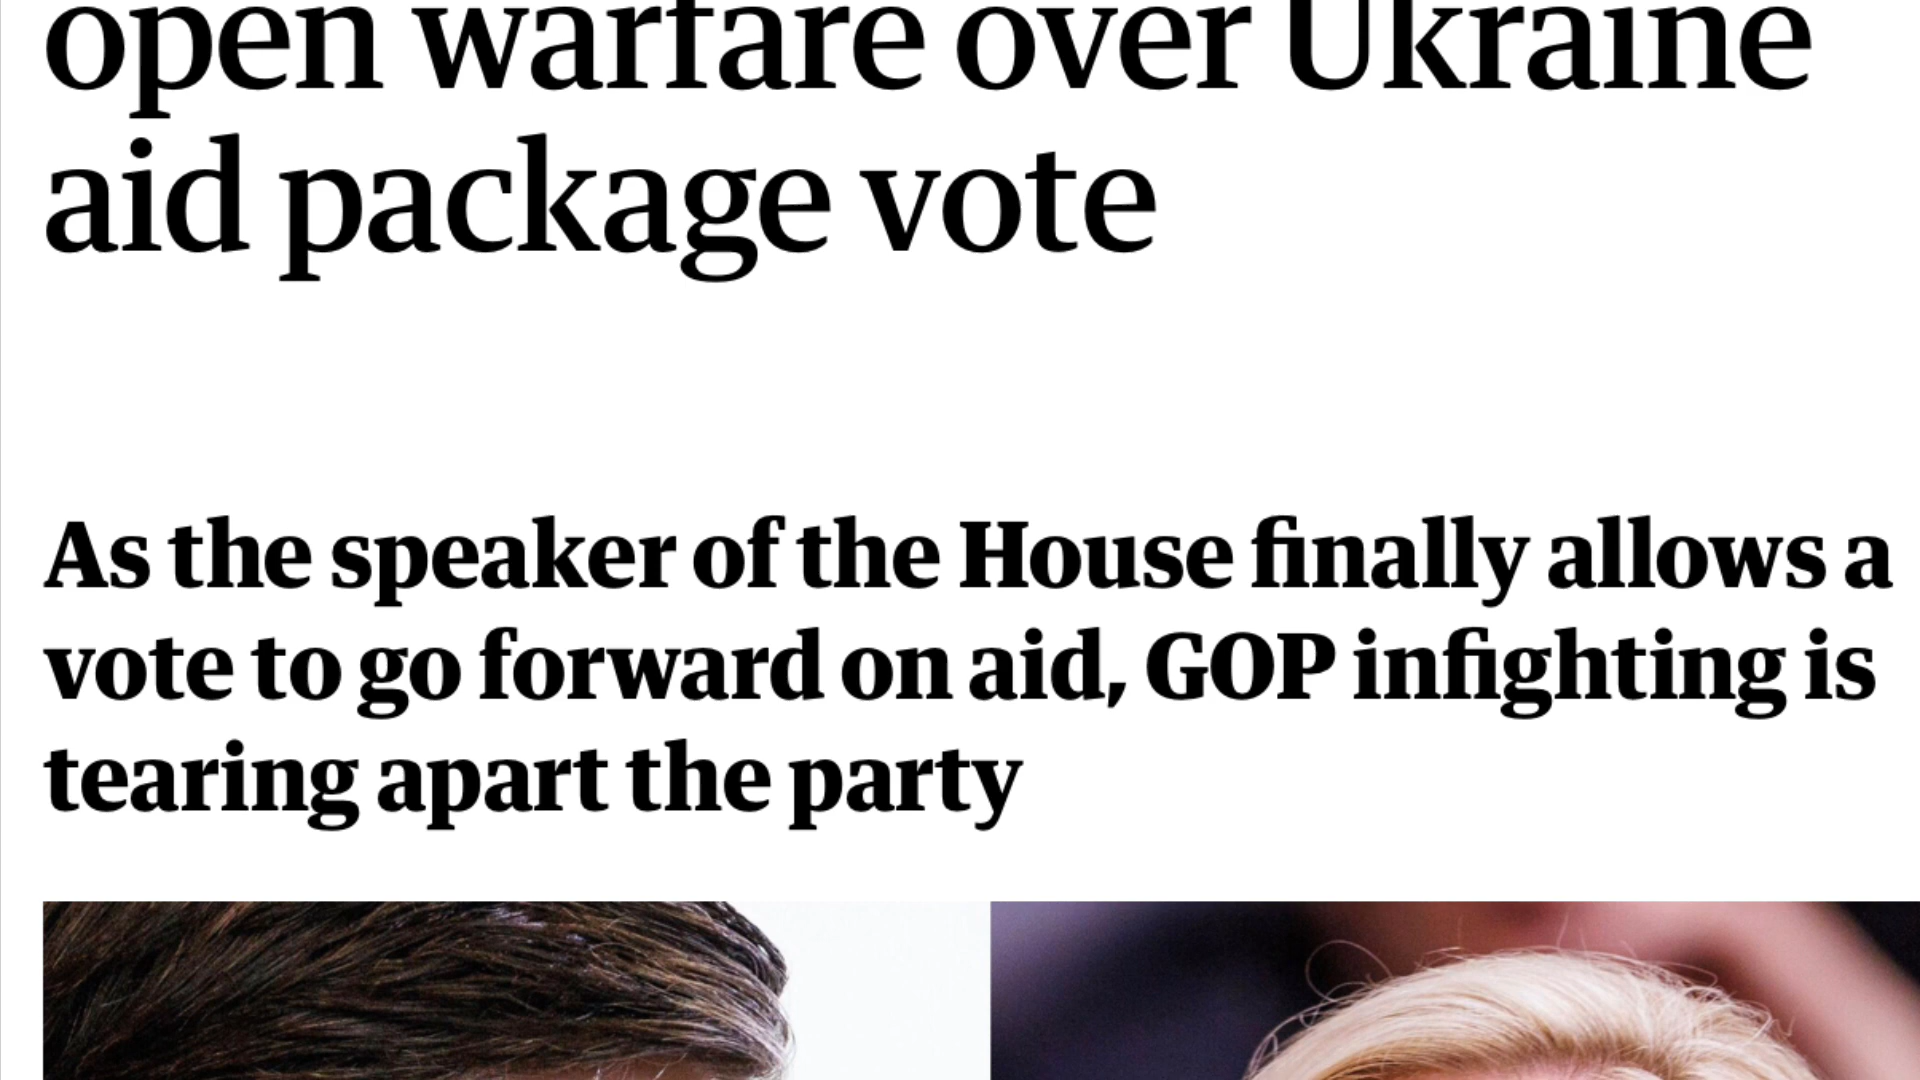 open warfare over Ukraine
aid package vote
As the speaker of the House finally allows a
vote to go forward on aid, GOP infighting is
tearing apart the party